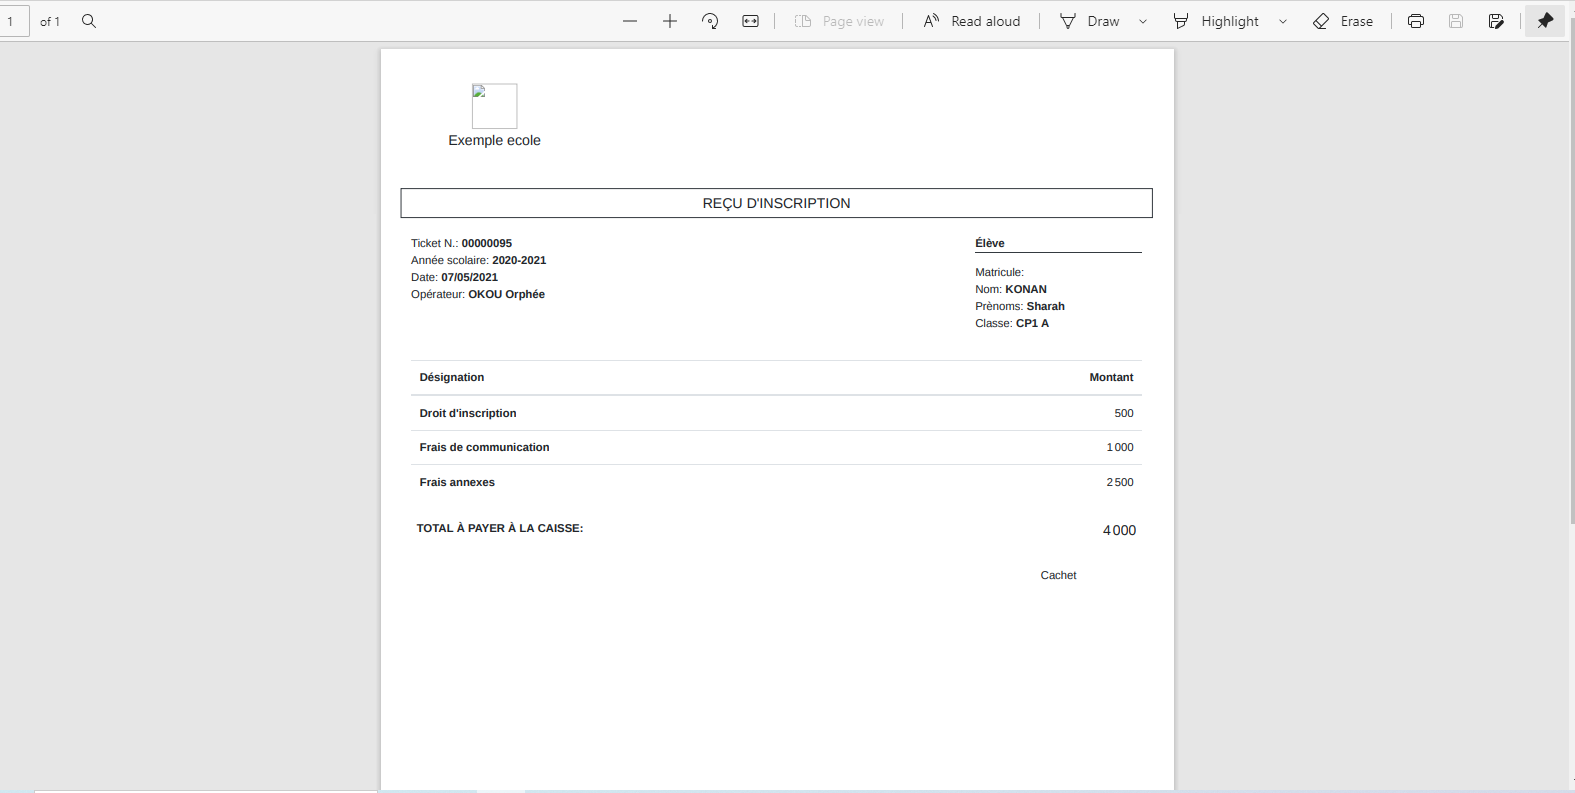 1 of 1 Page view Read aloud Draw Highlight Erase
Exemple ecole
REÇU D'INSCRIPTION
Ticket N.: 00000095
Année scolaire: 2020-2021
Date: 07/05/2021
Opérateur: OKOU Orphée
Élève
Matricule:
Nom: KONAN
Prènoms: Sharah
Classe: CP1 A
Désignation Montant
Droit d'inscription 500
Frais de communication 1 000
Frais annexes 2 500
TOTAL À PAYER À LA CAISSE: 4 000
Cachet